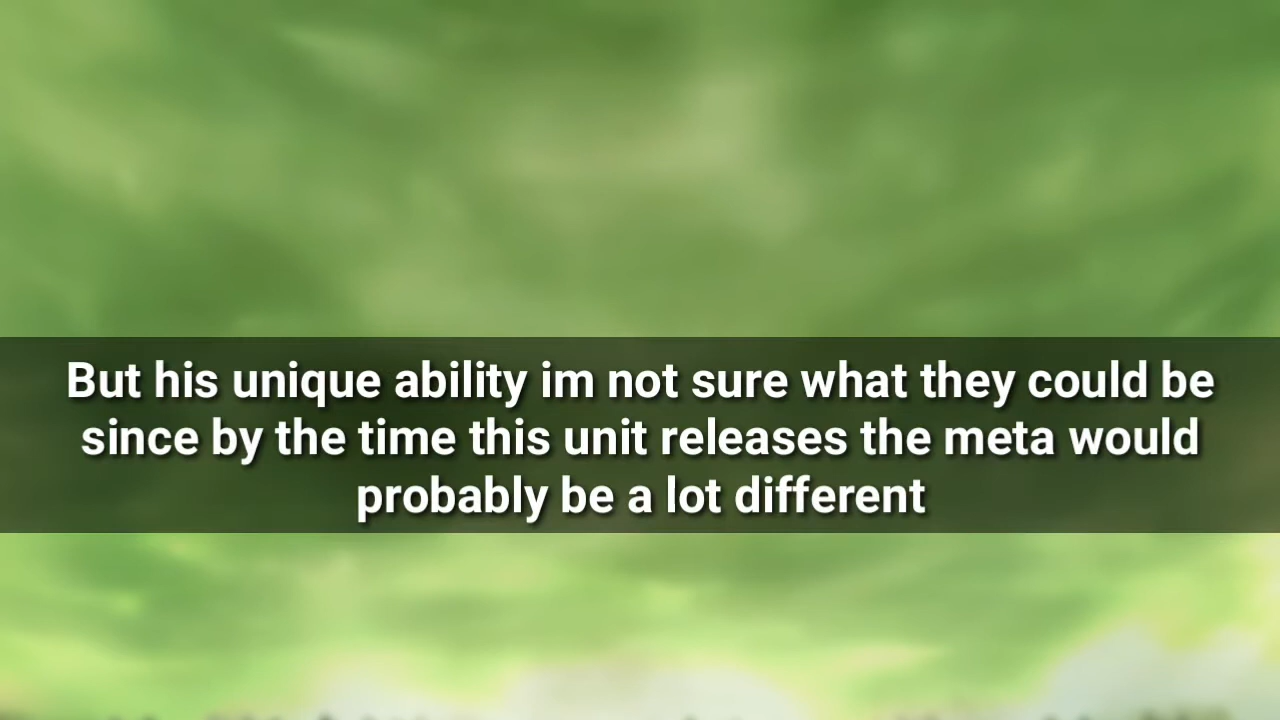 But his unique ability im not sure what they could be
since by the time this unit releases the meta would
probably be a lot different